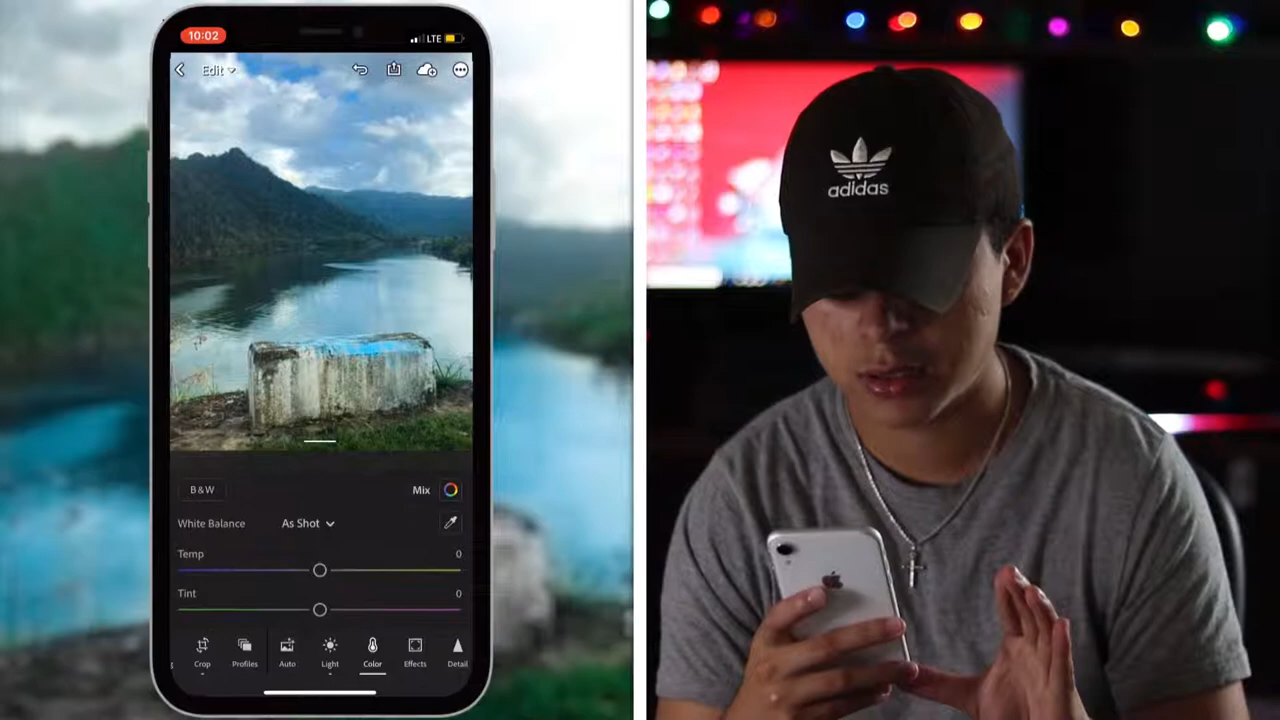 10:02
LTE
Edit
B&W
Mix
White Balance
As Shot
Temp
0
Tint
0
Crop
Profiles
Auto
Light
Color
Effects
Detail
adidas